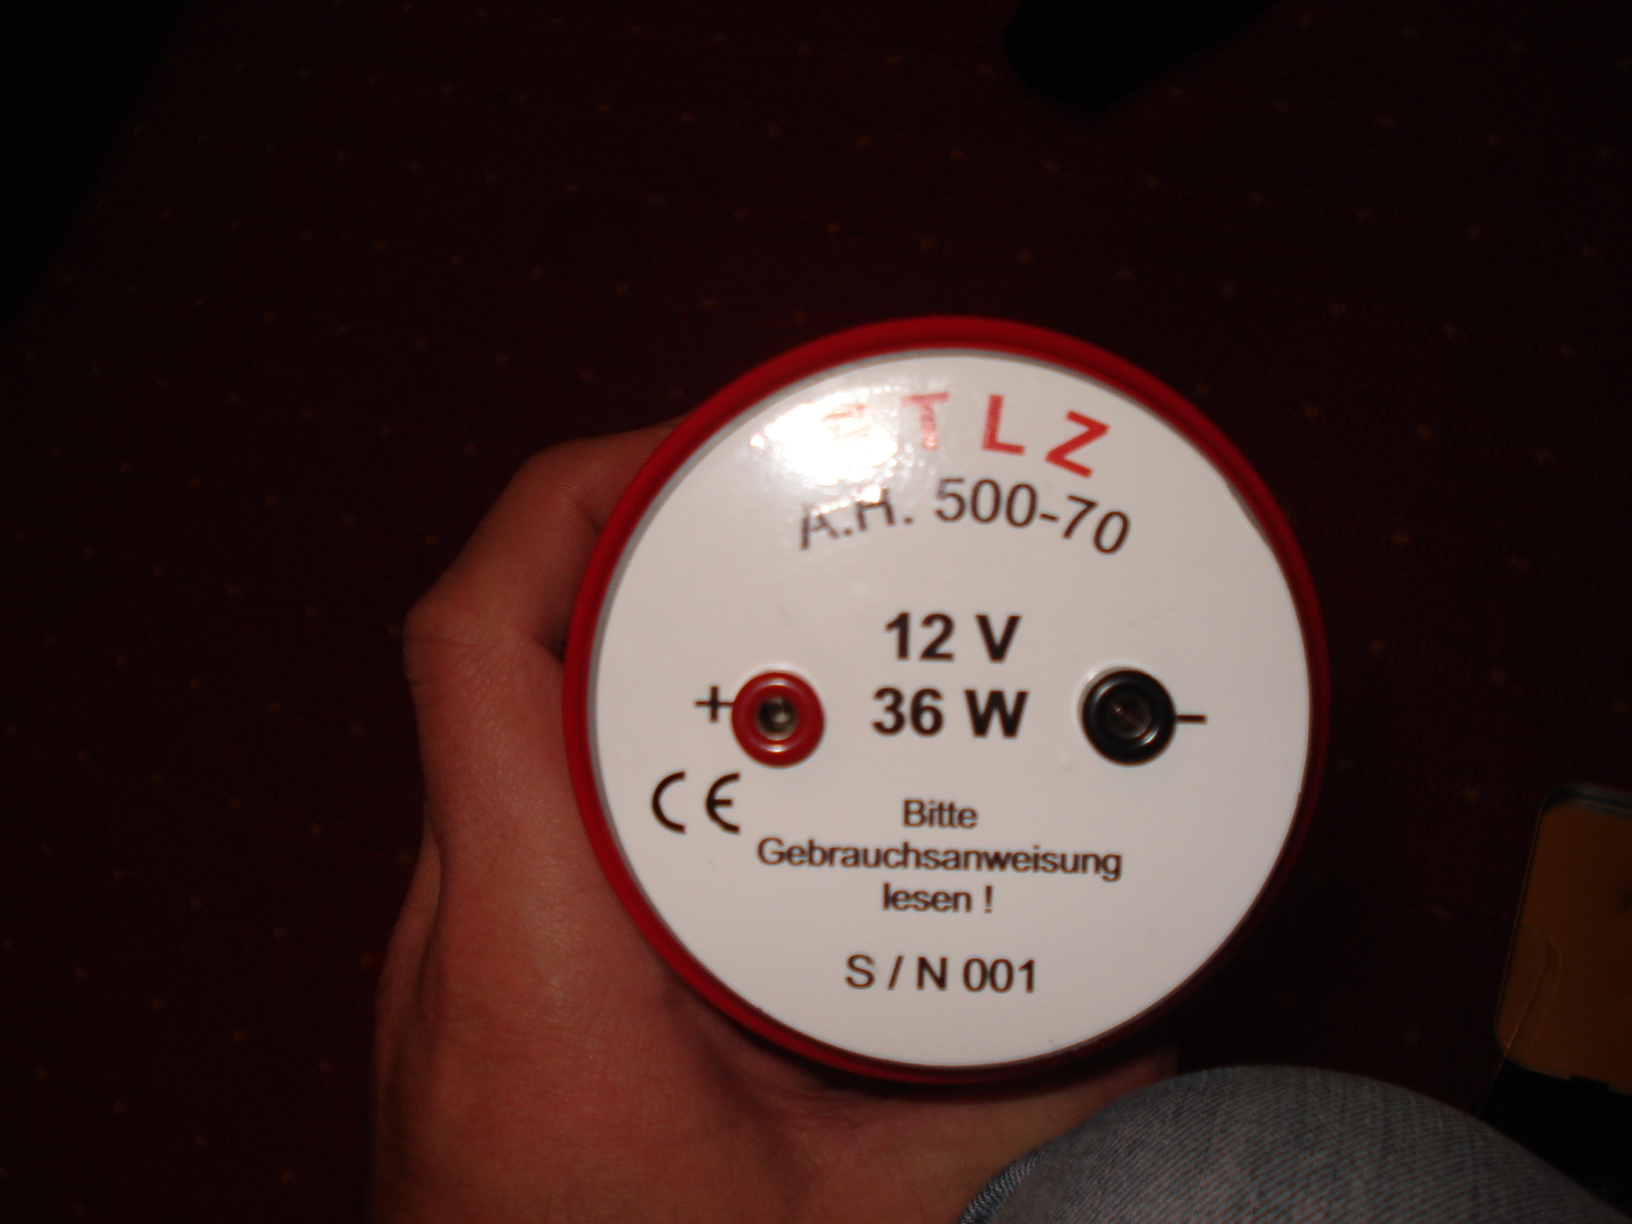 T L Z
A.H. 500-70
12 V
36 W
+ -
CE
Bitte
Gebrauchsanweisung
lesen !
S / N 001